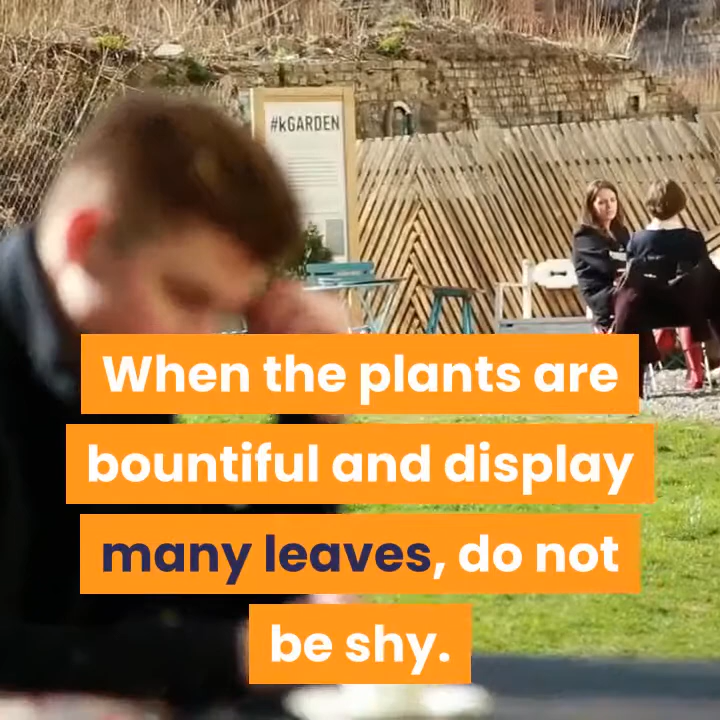 #kGARDEN
When the plants are
bountiful and display
many leaves, do not
be shy.